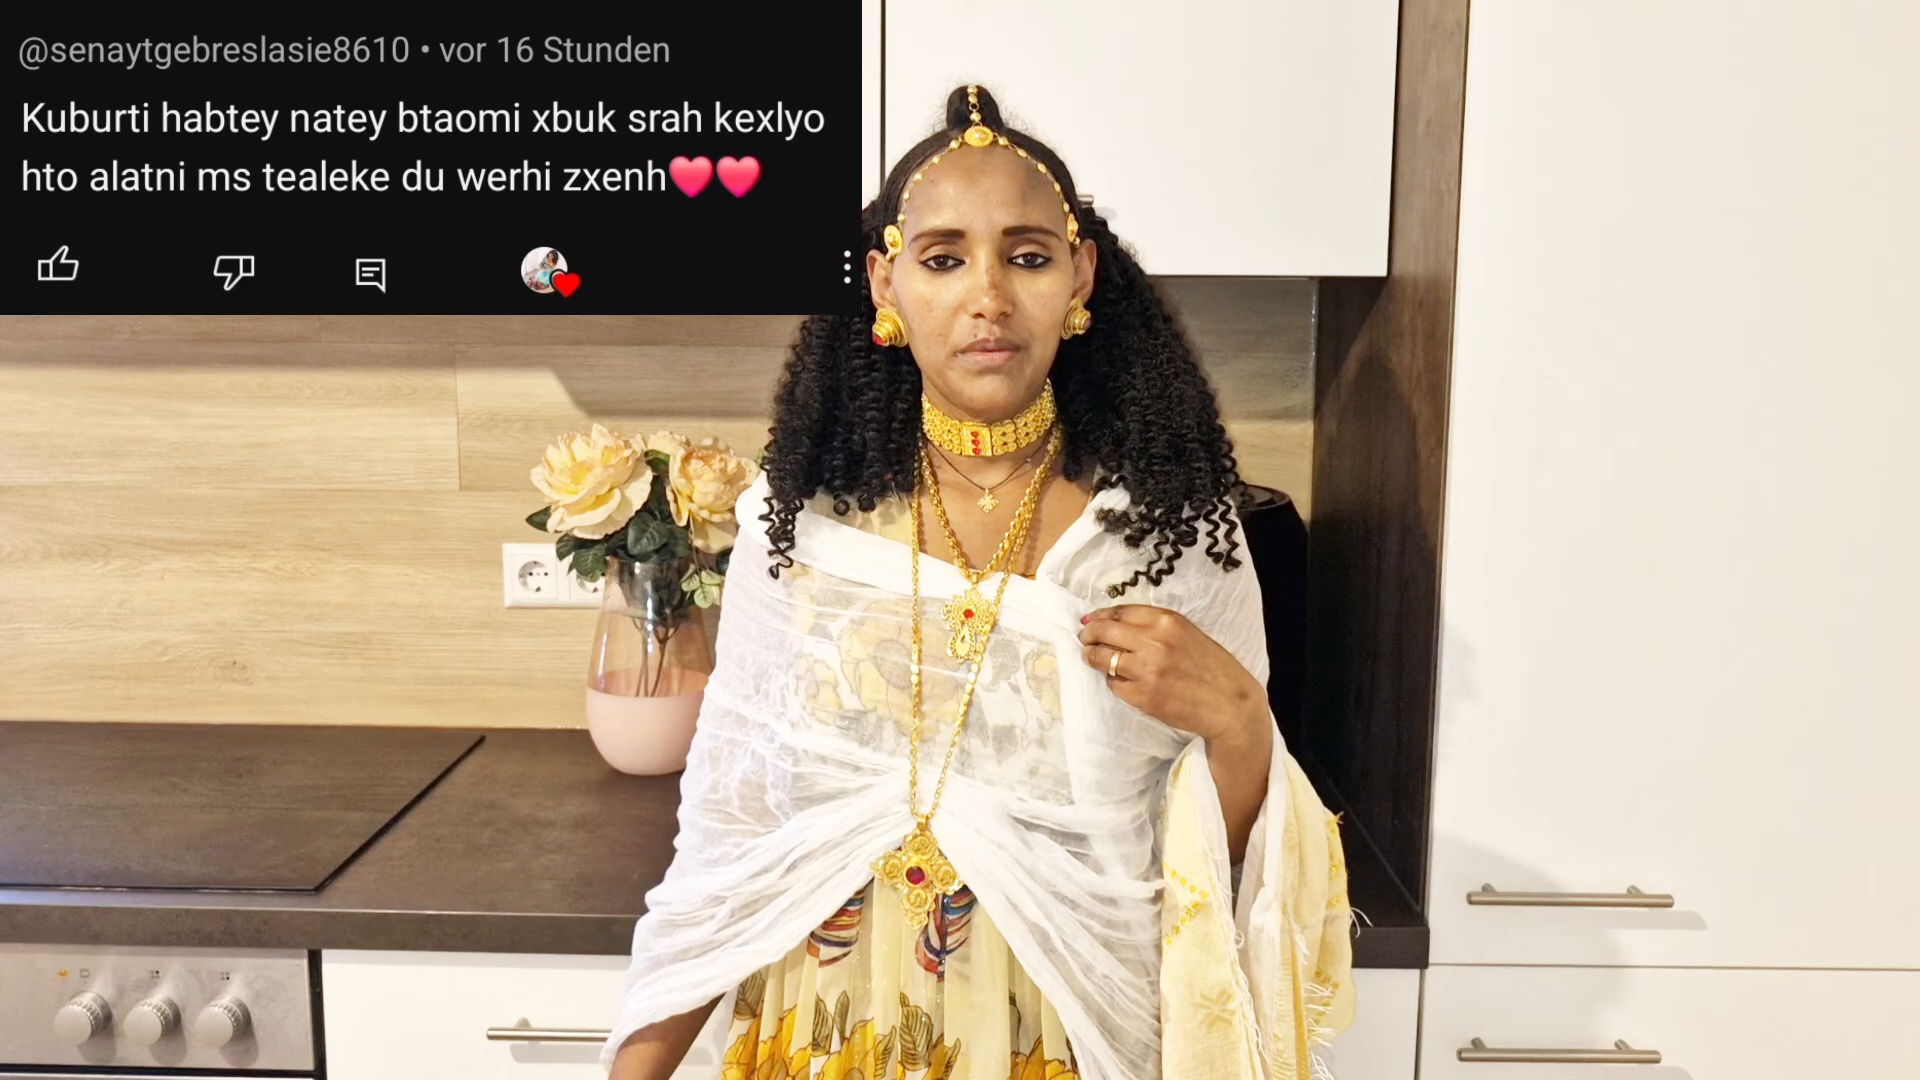 @senaytgebreslasie8610 • vor 16 Stunden
Kuburti habtey natey btaomi xbuk srah kexlyo
hto alatni ms tealeke du werhi zxenh💕💕